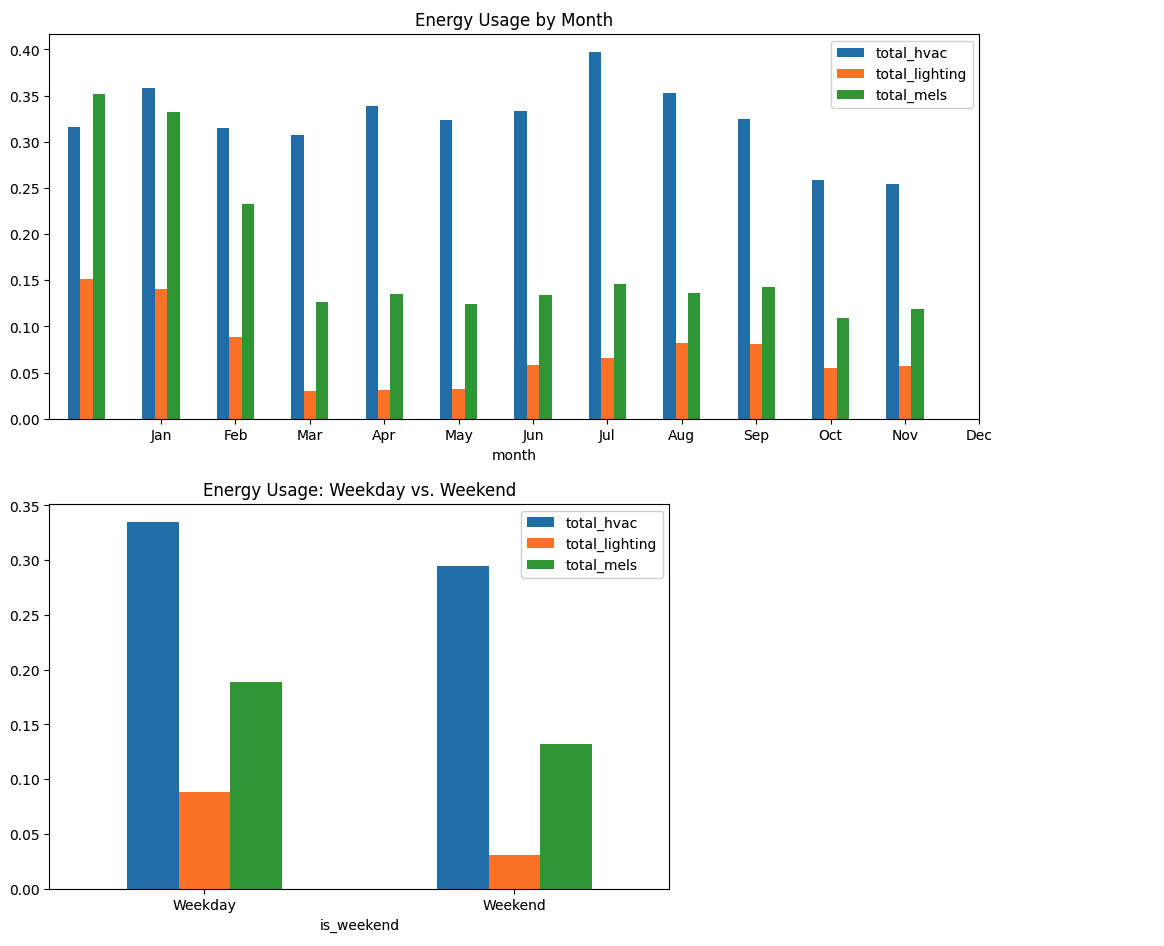 Energy Usage by Month
total_hvac
total_lighting
total_mels
0.40
0.35
0.30
0.25
0.20
0.15
0.10
0.05
0.00
Jan Feb Mar Apr May Jun Jul Aug Sep Oct Nov Dec
month
Energy Usage: Weekday vs. Weekend
total_hvac
total_lighting
total_mels
0.35
0.30
0.25
0.20
0.15
0.10
0.05
0.00
Weekday Weekend
is_weekend